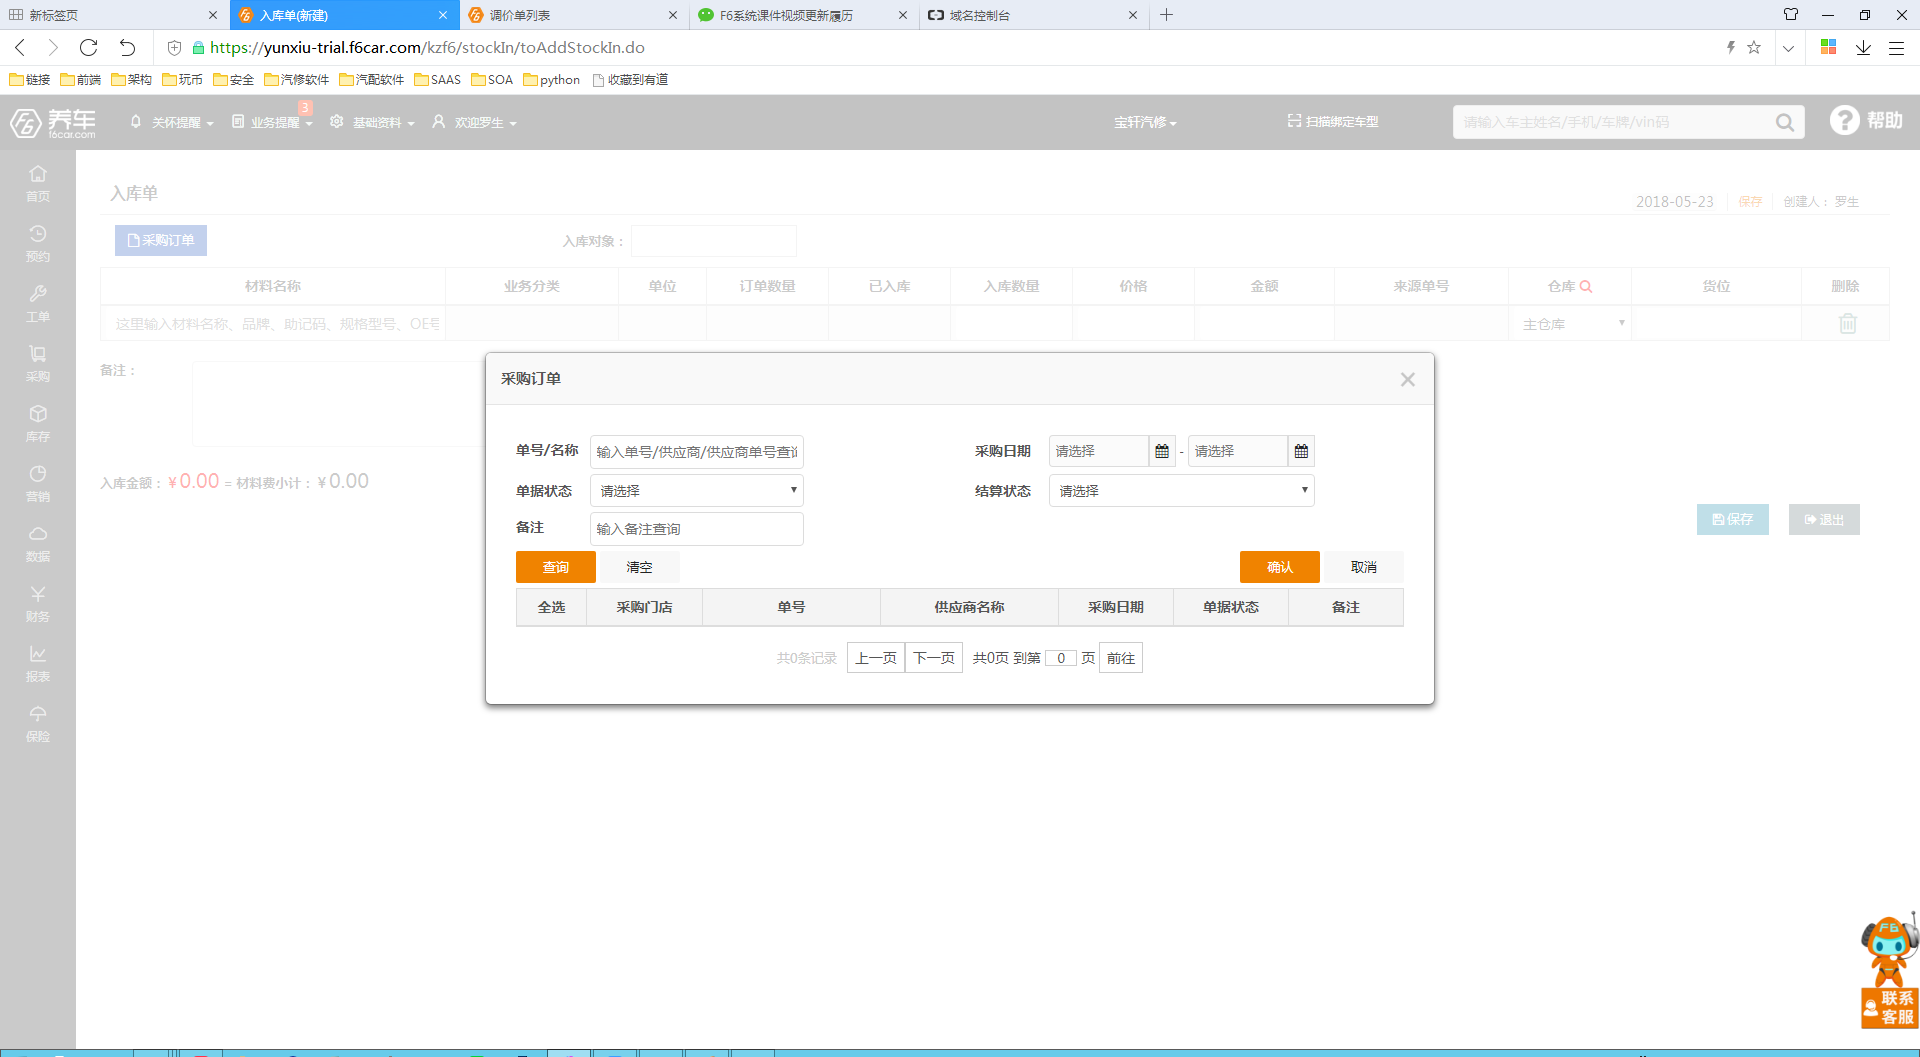 新标签页
入库单(新建)
调价单列表
F6系统课件视频更新履历
域名控制台
https://yunxiu-trial.f6car.com/kzf6/stockIn/toAddStockIn.do
链接 前端 架构 玩币 安全 汽修软件 汽配软件 SAAS SOA python 收藏到有道
养车
f6car.com
关怀提醒
业务提醒
3
基础资料
欢迎罗生
宝轩汽修
扫描绑定车型
请输入车主姓名/手机/车牌/vin码
帮助
首页
预约
工单
采购
库存
营销
数据
财务
报表
保险
入库单
2018-05-23 保存 创建人： 罗生
采购订单
入库对象：
材料名称 业务分类 单位 订单数量 已入库 入库数量 价格 金额 来源单号 仓库 货位 删除
这里输入材料名称、品牌、助记码、规格型号、OE号
主仓库
备注：
入库金额：￥0.00 = 材料费小计：￥0.00
保存
退出
采购订单
单号/名称 输入单号/供应商/供应商单号查询
采购日期 请选择 - 请选择
单据状态 请选择
结算状态 请选择
备注 输入备注查询
查询 清空 确认 取消
全选 采购门店 单号 供应商名称 采购日期 单据状态 备注
共0条记录 上一页 下一页 共0页 到第 0 页 前往
F6
联系
客服